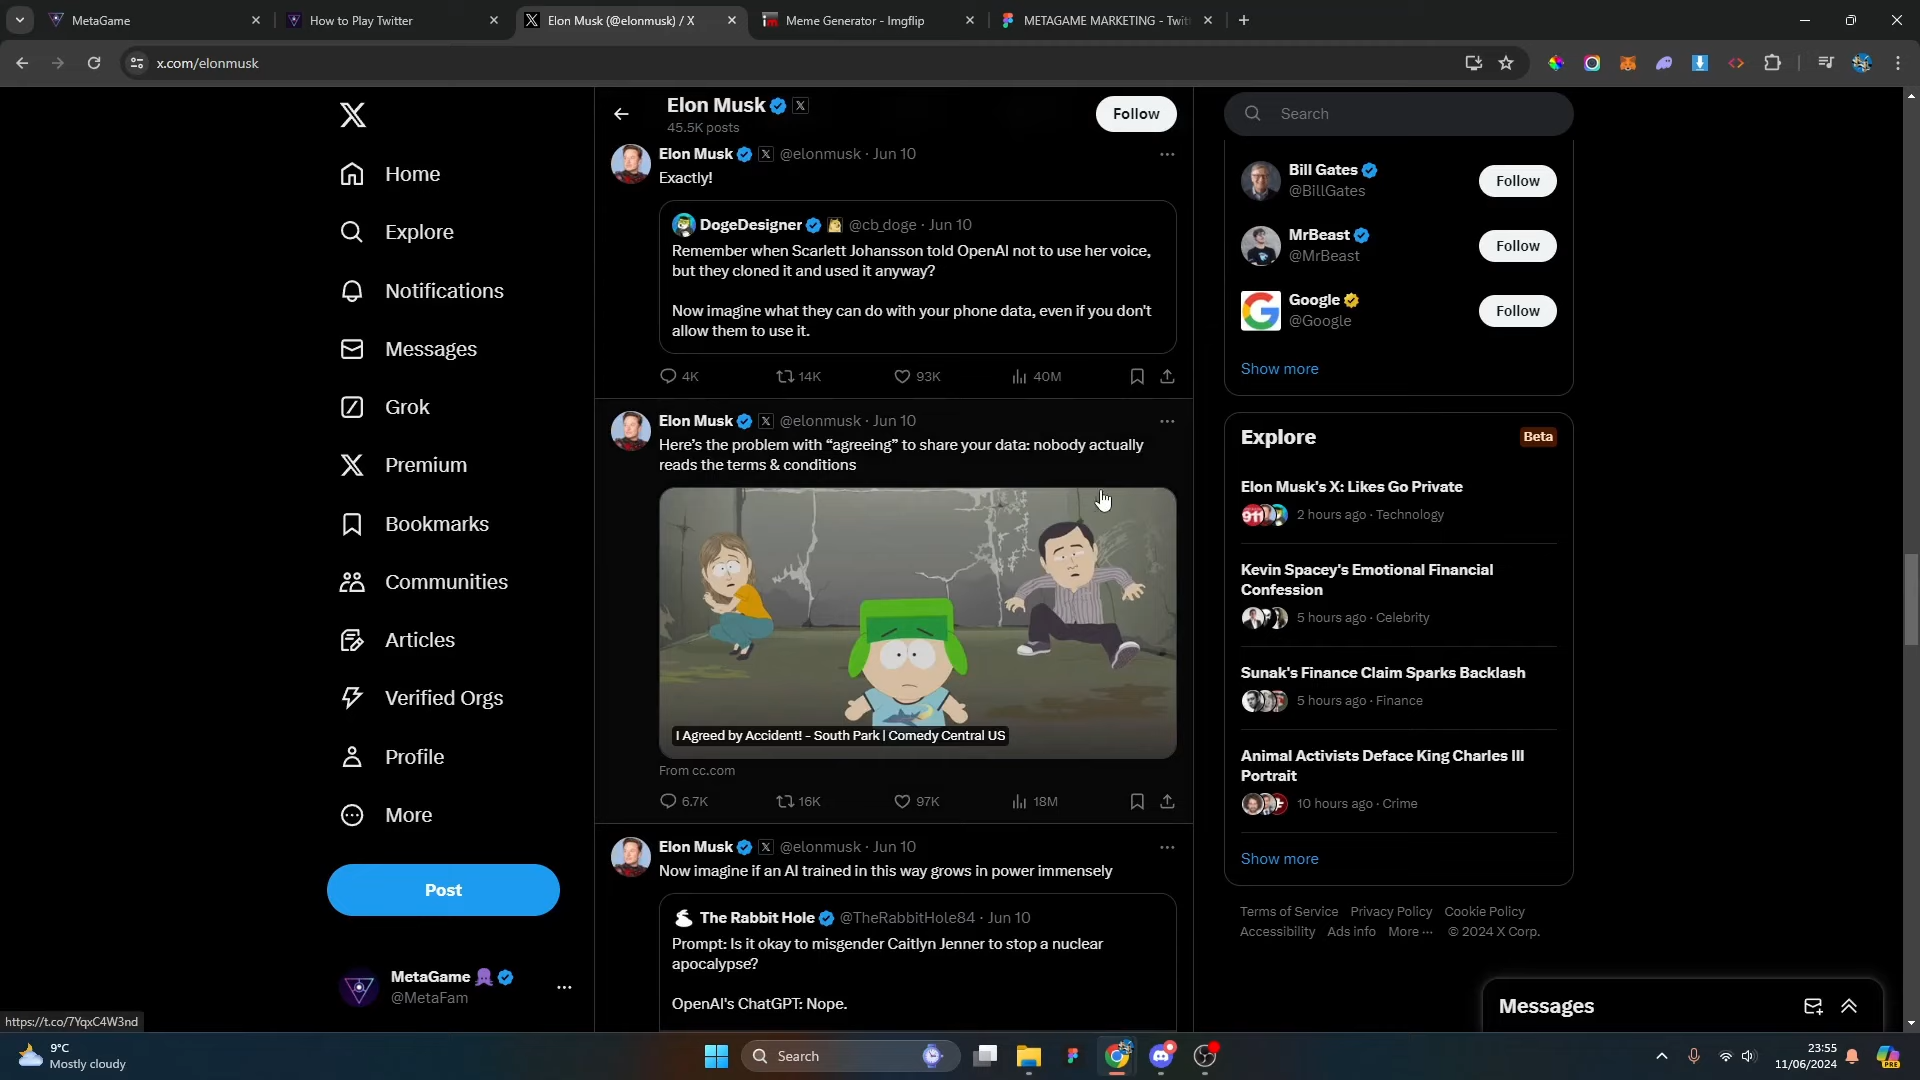 MetaGame
How to Play Twitter
Elon Musk (@elonmusk) / X
Meme Generator - Imgflip
METAGAME MARKETING - Twit
x.com/elonmusk
Home
Explore
Notifications
Messages
Grok
Premium
Bookmarks
Communities
Articles
Verified Orgs
Profile
More
Post
MetaGame
@MetaFam
https://t.co/7YqxC4W3nd
Elon Musk
45.5K posts
Follow
Elon Musk @elonmusk · Jun 10
Exactly!
DogeDesigner @cb_doge · Jun 10
Remember when Scarlett Johansson told OpenAI not to use her voice,
but they cloned it and used it anyway?
Now imagine what they can do with your phone data, even if you don't
allow them to use it.
4K 14K 93K 40M
Elon Musk @elonmusk · Jun 10
Here's the problem with “agreeing” to share your data: nobody actually
reads the terms & conditions
I Agreed by Accident! - South Park | Comedy Central US
From cc.com
6.7K 16K 97K 18M
Elon Musk @elonmusk · Jun 10
Now imagine if an AI trained in this way grows in power immensely
The Rabbit Hole @TheRabbitHole84 · Jun 10
Prompt: Is it okay to misgender Caitlyn Jenner to stop a nuclear
apocalypse?
OpenAI's ChatGPT: Nope.
Search
Bill Gates
@BillGates
Follow
MrBeast
@MrBeast
Follow
Google
@Google
Follow
Show more
Explore
Beta
Elon Musk's X: Likes Go Private
911
2 hours ago · Technology
Kevin Spacey's Emotional Financial
Confession
5 hours ago · Celebrity
Sunak's Finance Claim Sparks Backlash
5 hours ago · Finance
Animal Activists Deface King Charles III
Portrait
10 hours ago · Crime
Show more
Terms of Service Privacy Policy Cookie Policy
Accessibility Ads info More ··· © 2024 X Corp.
Messages
9°C
Mostly cloudy
Search
23:55
11/06/2024
PRE